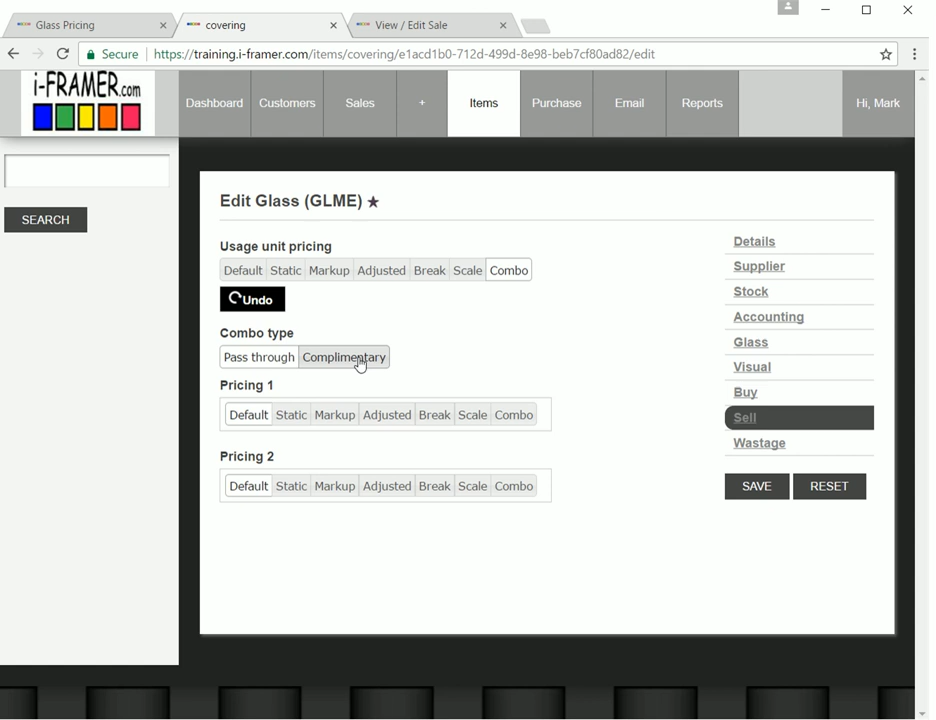 Glass Pricing
covering
View / Edit Sale
Secure https://training.i-framer.com/items/covering/e1acd1b0-712d-499d-8e98-beb7cf80ad82/edit
i-FRAMER.com
Dashboard Customers Sales + Items Purchase Email Reports Hi, Mark
SEARCH
Edit Glass (GLME) ★
Usage unit pricing
Default Static Markup Adjusted Break Scale Combo
Undo
Combo type
Pass through Complimentary
Pricing 1
Default Static Markup Adjusted Break Scale Combo
Pricing 2
Default Static Markup Adjusted Break Scale Combo
Details
Supplier
Stock
Accounting
Glass
Visual
Buy
Sell
Wastage
SAVE RESET